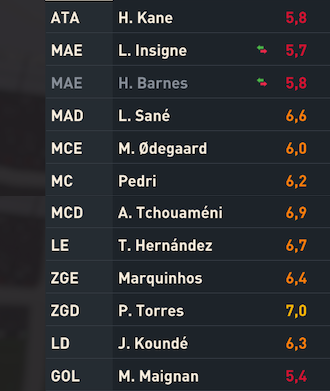 ATA H. Kane 5,8
MAE L. Insigne 5,7
MAE H. Barnes 5,8
MAD L. Sané 6,6
MCE M. Ødegaard 6,0
MC Pedri 6,2
MCD A. Tchouaméni 6,9
LE T. Hernández 6,7
ZGE Marquinhos 6,4
ZGD P. Torres 7,0
LD J. Koundé 6,3
GOL M. Maignan 5,4